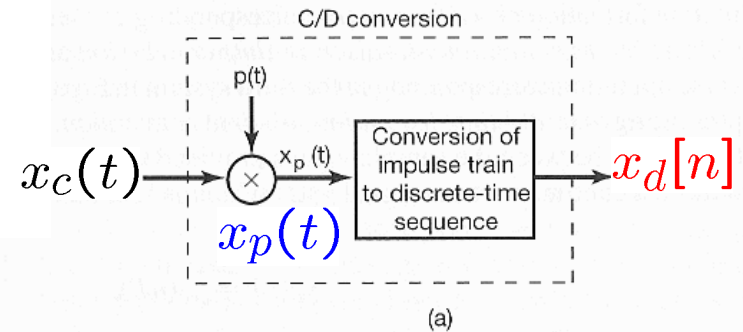 C/D conversion
p(t)
x_c(t)
x_p(t)
x_p(t)
Conversion of
impulse train
to discrete-time
sequence
x_d[n]
(a)